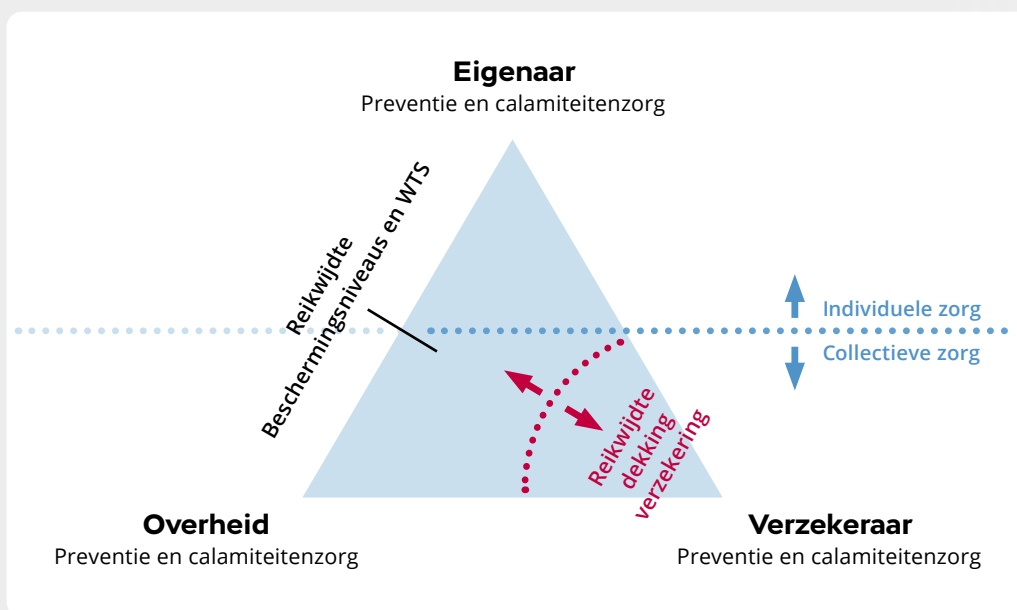 Eigenaar
Preventie en calamiteitenzorg
Reikwijdte
Beschermingsniveaus en WTS
Individuele zorg
Collectieve zorg
Reikwijdte
dekking
verzekering
Overheid
Preventie en calamiteitenzorg
Verzekeraar
Preventie en calamiteitenzorg